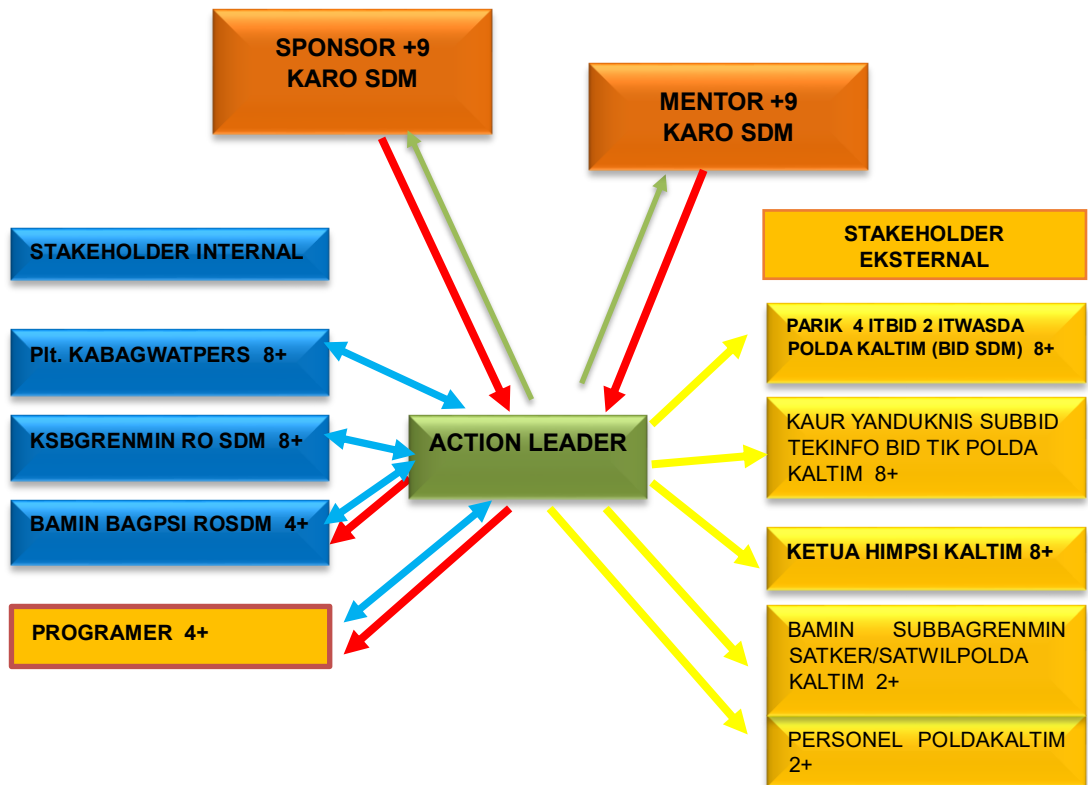 SPONSOR +9
KARO SDM
MENTOR +9
KARO SDM
STAKEHOLDER INTERNAL
Plt. KABAGWATPERS 8+
KSBGRENMIN RO SDM 8+
BAMIN BAGPSI ROSDM 4+
PROGRAMER 4+
ACTION LEADER
STAKEHOLDER
EKSTERNAL
PARIK 4 ITBID 2 ITWASDA
POLDA KALTIM (BID SDM) 8+
KAUR YANDUKNIS SUBBID
TEKINFO BID TIK POLDA
KALTIM 8+
KETUA HIMPSI KALTIM 8+
BAMIN SUBBAGRENMIN
SATKER/SATWILPOLDA
KALTIM 2+
PERSONEL POLDAKALTIM
2+